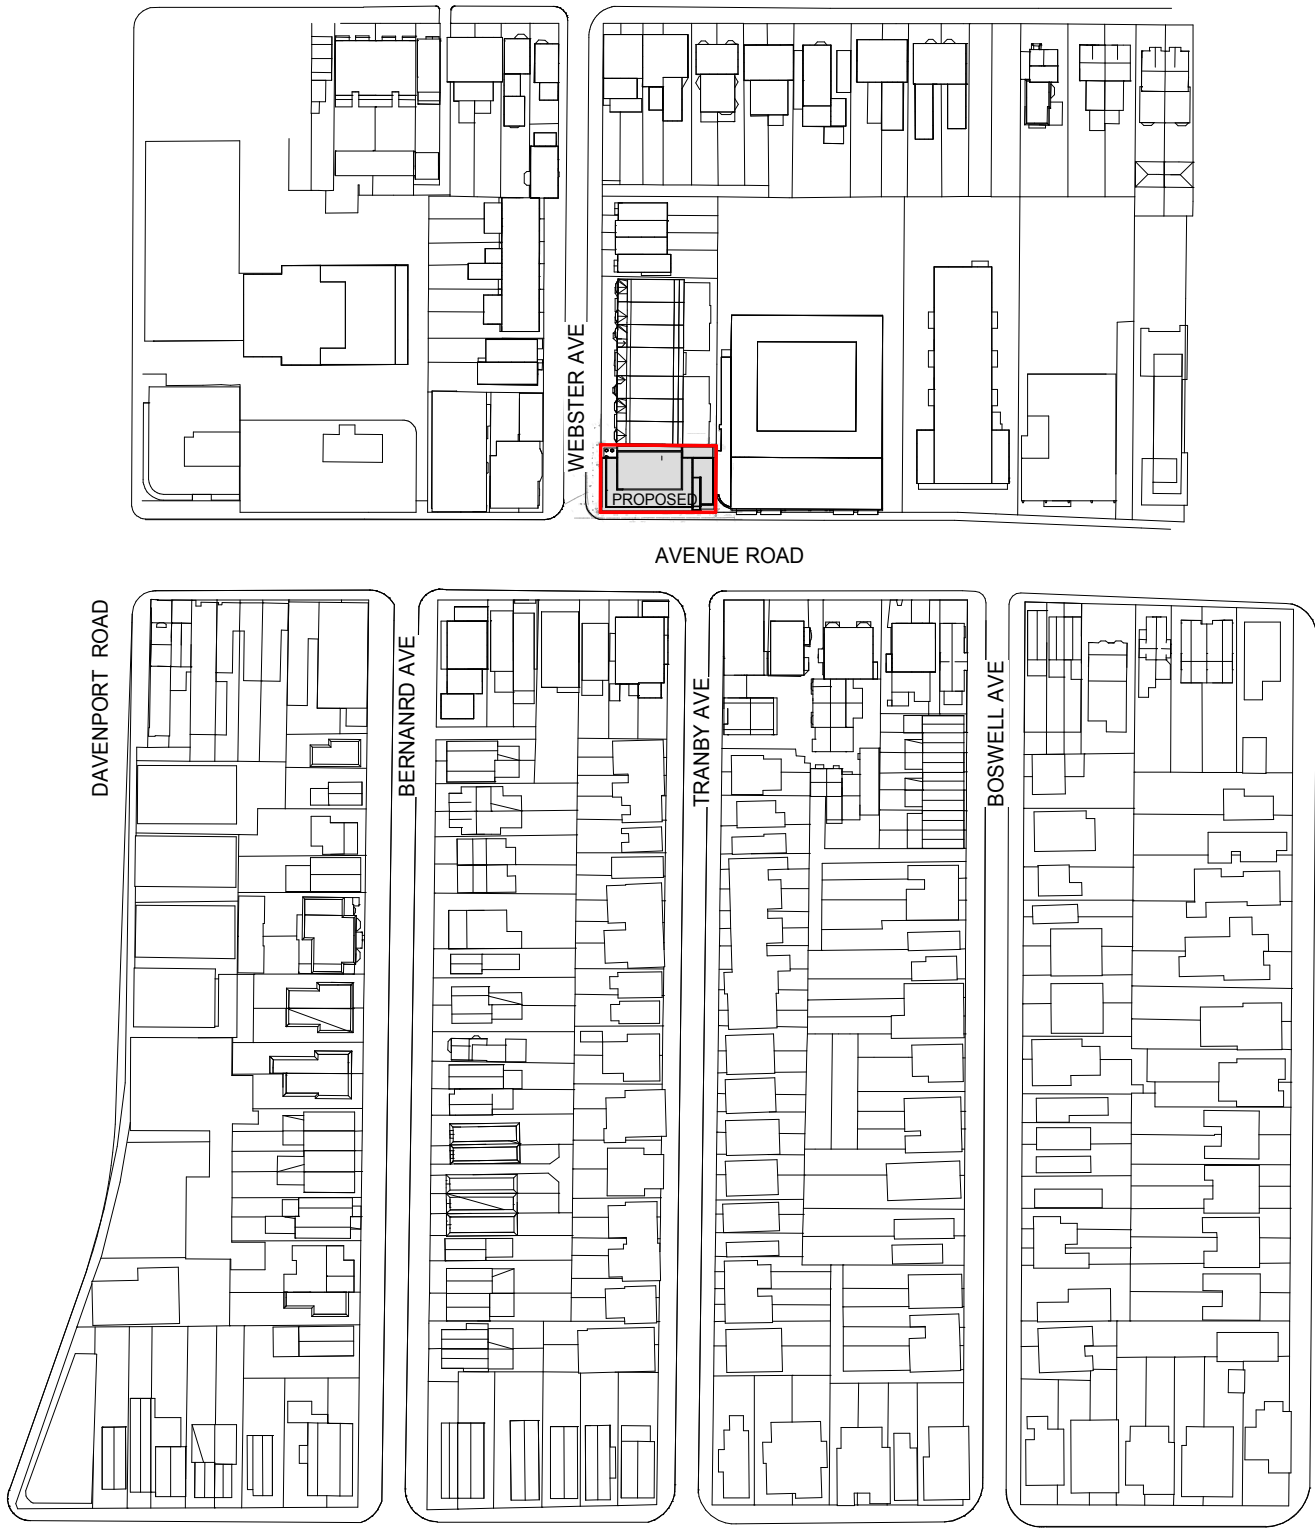 WEBSTER AVE
PROPOSED
AVENUE ROAD
DAVENPORT ROAD
BERNANRD AVE
TRANBY AVE
BOSWELL AVE